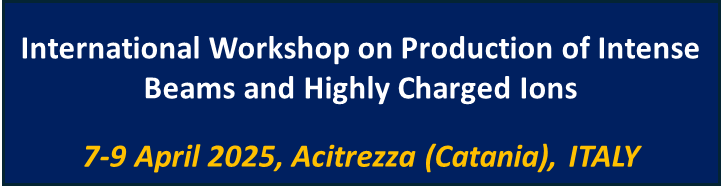 International Workshop on Production of Intense
Beams and Highly Charged Ions
7-9 April 2025, Acitrezza (Catania), ITALY